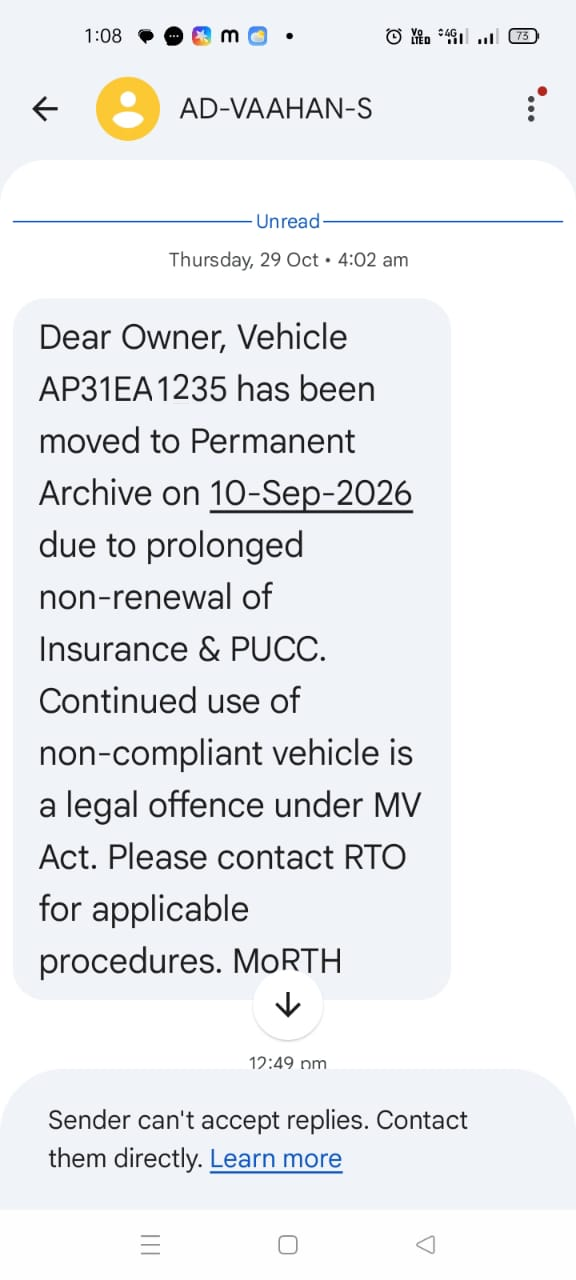 1:08
73
AD-VAAHAN-S
Unread
Thursday, 29 Oct • 4:02 am
Dear Owner, Vehicle
AP31EA1235 has been
moved to Permanent
Archive on 10-Sep-2026
due to prolonged
non-renewal of
Insurance & PUCC.
Continued use of
non-compliant vehicle is
a legal offence under MV
Act. Please contact RTO
for applicable
procedures. MoRTH
12:49 pm
Sender can't accept replies. Contact
them directly. Learn more